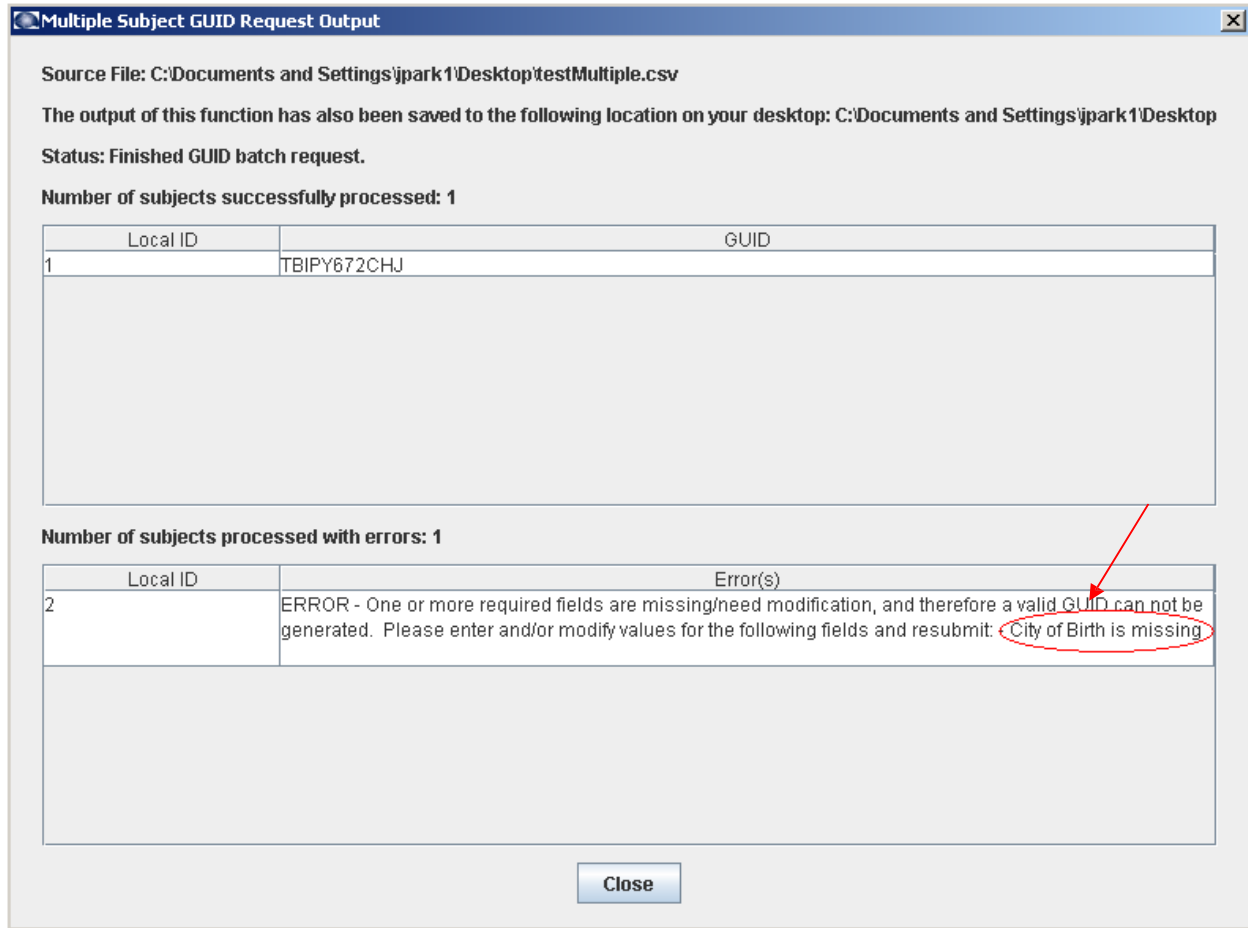 Multiple Subject GUID Request Output
Source File: C:\Documents and Settings\jpark1\Desktop\testMultiple.csv
The output of this function has also been saved to the following location on your desktop: C:\Documents and Settings\jpark1\Desktop
Status: Finished GUID batch request.
Number of subjects successfully processed: 1
Local ID GUID
1 TBIPY672CHJ
Number of subjects processed with errors: 1
Local ID Error(s)
2 ERROR - One or more required fields are missing/need modification, and therefore a valid GUID can not be
generated. Please enter and/or modify values for the following fields and resubmit: - City of Birth is missing
Close